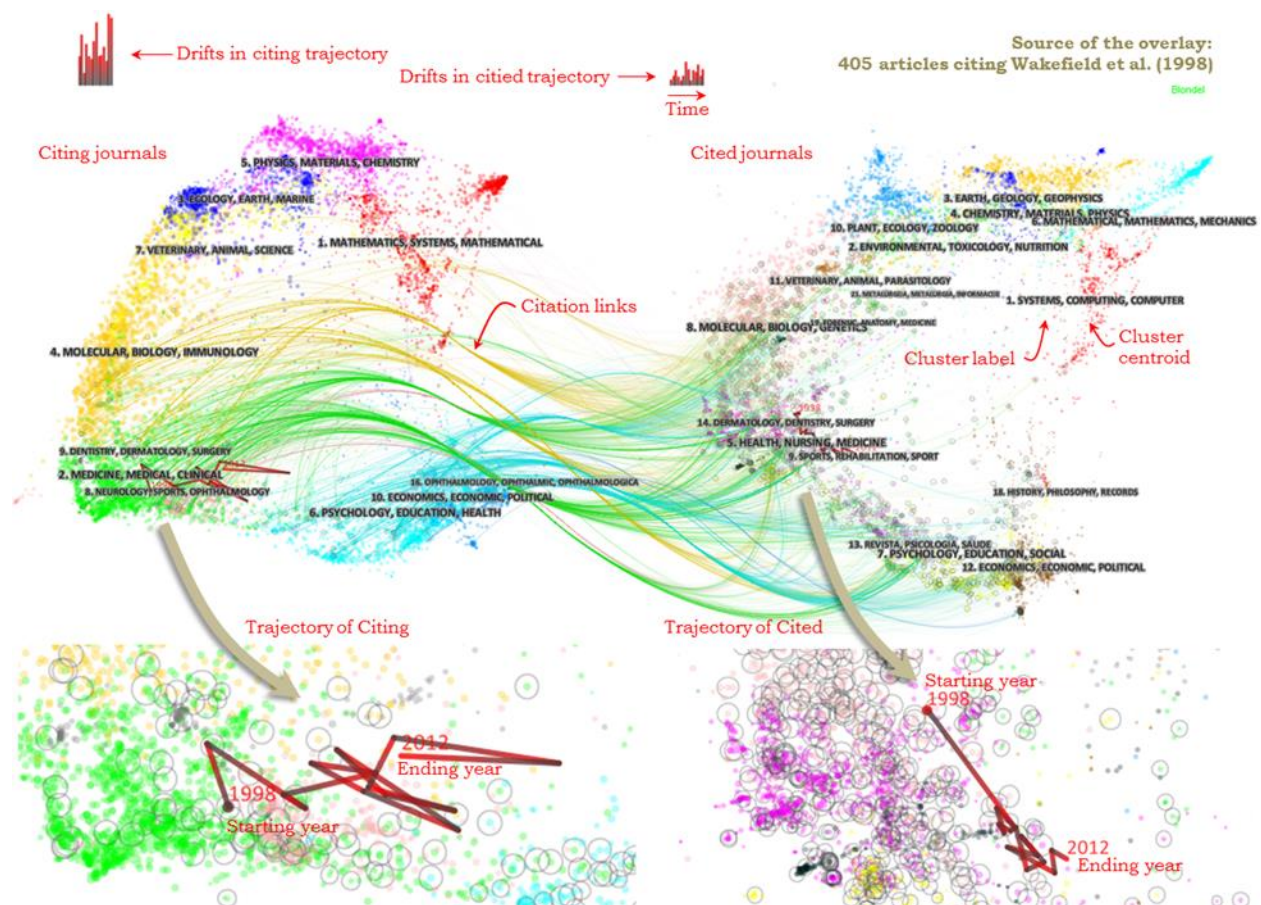 Drifts in citing trajectory
Drifts in citied trajectory
Time
Source of the overlay:
405 articles citing Wakefield et al. (1998)
Blondel
Citing journals
5. PHYSICS, MATERIALS, CHEMISTRY
3. ECOLOGY, EARTH, MARINE
1. MATHEMATICS, SYSTEMS, MATHEMATICAL
7. VETERINARY, ANIMAL, SCIENCE
Citation links
4. MOLECULAR, BIOLOGY, IMMUNOLOGY
9. DENTISTRY, DERMATOLOGY, SURGERY
2. MEDICINE, MEDICAL, CLINICAL
8. NEUROLOGY, SPORTS, OPHTHALMOLOGY
16. OPHTHALMOLOGY, OPHTHALMIC, OPHTHALMOLOGICA
10. ECONOMICS, ECONOMIC, POLITICAL
6. PSYCHOLOGY, EDUCATION, HEALTH
Cited journals
3. EARTH, GEOLOGY, GEOPHYSICS
4. CHEMISTRY, MATERIALS, PHYSICS
6. MATHEMATICAL, MATHEMATICS, MECHANICS
10. PLANT, ECOLOGY, ZOOLOGY
2. ENVIRONMENTAL, TOXICOLOGY, NUTRITION
11. VETERINARY, ANIMAL, PARASITOLOGY
21. METALURGIA, METALURGIA, INFORMACIJE
1. SYSTEMS, COMPUTING, COMPUTER
ANATOMY, MEDICINE
8. MOLECULAR, BIOLOGY, GENETICS
Cluster label
Cluster
centroid
1998
14. DERMATOLOGY, DENTISTRY, SURGERY
5. HEALTH, NURSING, MEDICINE
9. SPORTS, REHABILITATION, SPORT
18. HISTORY, PHILOSOPHY, RECORDS
13. REVISTA, PSICOLOGIA, SAUDE
7. PSYCHOLOGY, EDUCATION, SOCIAL
12. ECONOMICS, ECONOMIC, POLITICAL
Trajectory of Citing
2012
Ending year
1998
Starting year
Trajectory of Cited
Starting year
1998
2012
Ending year